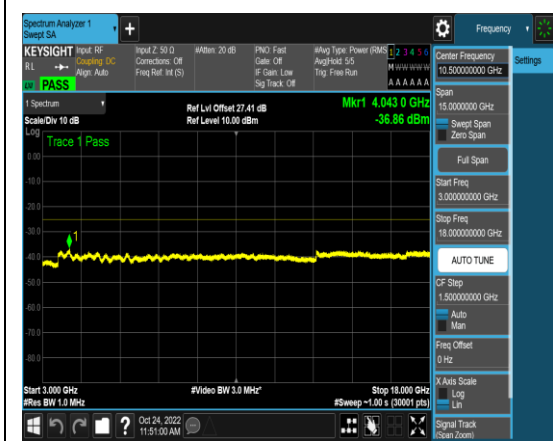 Spectrum Analyzer 1
Swept SA
+
Frequency
KEYSIGHT
RL
PASS
Input: RF
Coupling: DC
Align: Auto
Input Z: 50 Ω
Corrections: Off
Freq Ref: Int (S)
#Atten: 20 dB
PNO: Fast
Gate: Off
IF Gain: Low
Sig Track: Off
#Avg Type: Power (RMS
Avg|Hold: 5/5
Trig: Free Run
1 2 3 4 5 6
M W W W W W
A A A A A A
1 Spectrum
Scale/Div 10 dB
Ref Lvl Offset 27.41 dB
Ref Level 10.00 dBm
Mkr1 4.043 0 GHz
-36.86 dBm
Log
Trace 1 Pass
0.00
-10.0
-20.0
-30.0
-40.0
-50.0
-60.0
-70.0
-80.0
1
Start 3.000 GHz
#Res BW 1.0 MHz
#Video BW 3.0 MHz*
Stop 18.000 GHz
#Sweep ~1.00 s (30001 pts)
?
Oct 24, 2022
11:51:00 AM
Center Frequency
10.500000000 GHz
Span
15.0000000 GHz
Swept Span
Zero Span
Full Span
Start Freq
3.000000000 GHz
Stop Freq
18.000000000 GHz
AUTO TUNE
CF Step
1.500000000 GHz
Auto
Man
Freq Offset
0 Hz
X Axis Scale
Log
Lin
Signal Track
(Span Zoom)
Settings